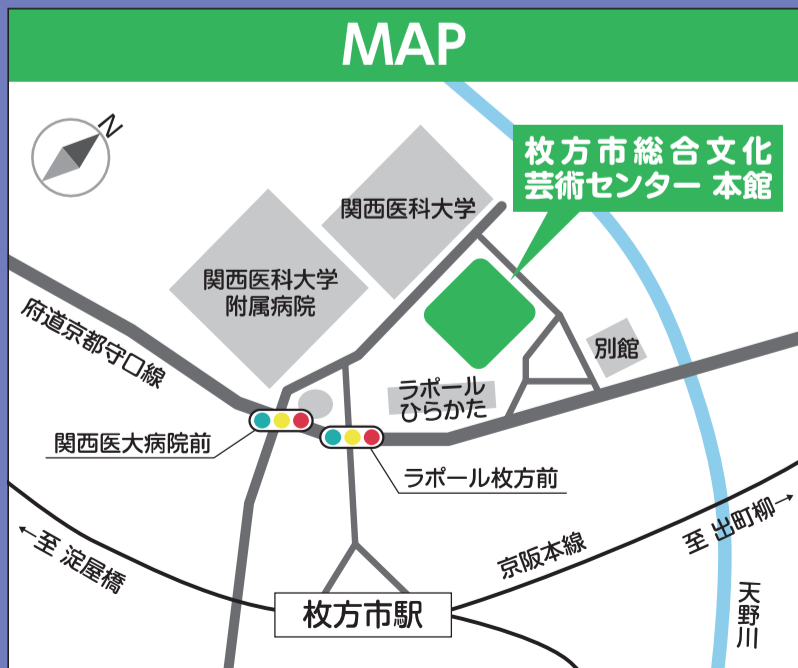 MAP
N
枚方市総合文化
芸術センター 本館
関西医科大学
関西医科大学
附属病院
府道京都守口線
別館
ラポール
ひらかた
関西医大病院前
ラポール枚方前
←至 淀屋橋
京阪本線
至 出町柳→
枚方市駅
天野川